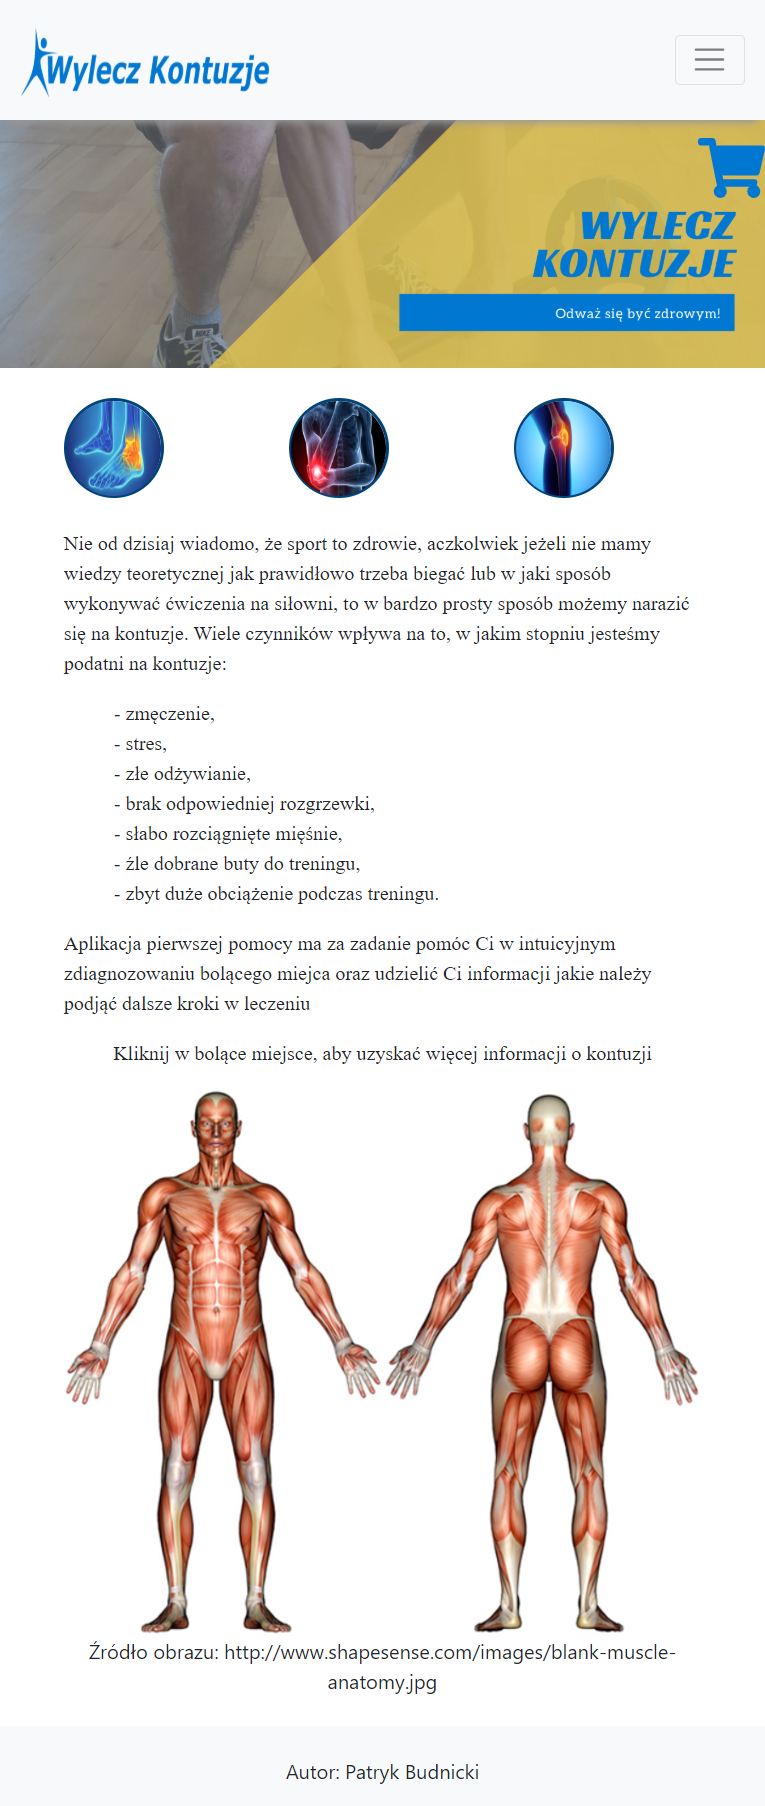 Wylecz Kontuzje
WYLECZ
KONTUZJE
Odważ się być zdrowym!
Nie od dzisiaj wiadomo, że sport to zdrowie, aczkolwiek jeżeli nie mamy
wiedzy teoretycznej jak prawidłowo trzeba biegać lub w jaki sposób
wykonywać ćwiczenia na siłowni, to w bardzo prosty sposób możemy narazić
się na kontuzje. Wiele czynników wpływa na to, w jakim stopniu jesteśmy
podatni na kontuzje:
- zmęczenie,
- stres,
- złe odżywianie,
- brak odpowiedniej rozgrzewki,
- słabo rozciągnięte mięśnie,
- źle dobrane buty do treningu,
- zbyt duże obciążenie podczas treningu.
Aplikacja pierwszej pomocy ma za zadanie pomóc Ci w intuicyjnym
zdiagnozowaniu bolącego miejca oraz udzielić Ci informacji jakie należy
podjąć dalsze kroki w leczeniu
Kliknij w bolące miejsce, aby uzyskać więcej informacji o kontuzji
Źródło obrazu: http://www.shapesense.com/images/blank-muscle-
anatomy.jpg
Autor: Patryk Budnicki